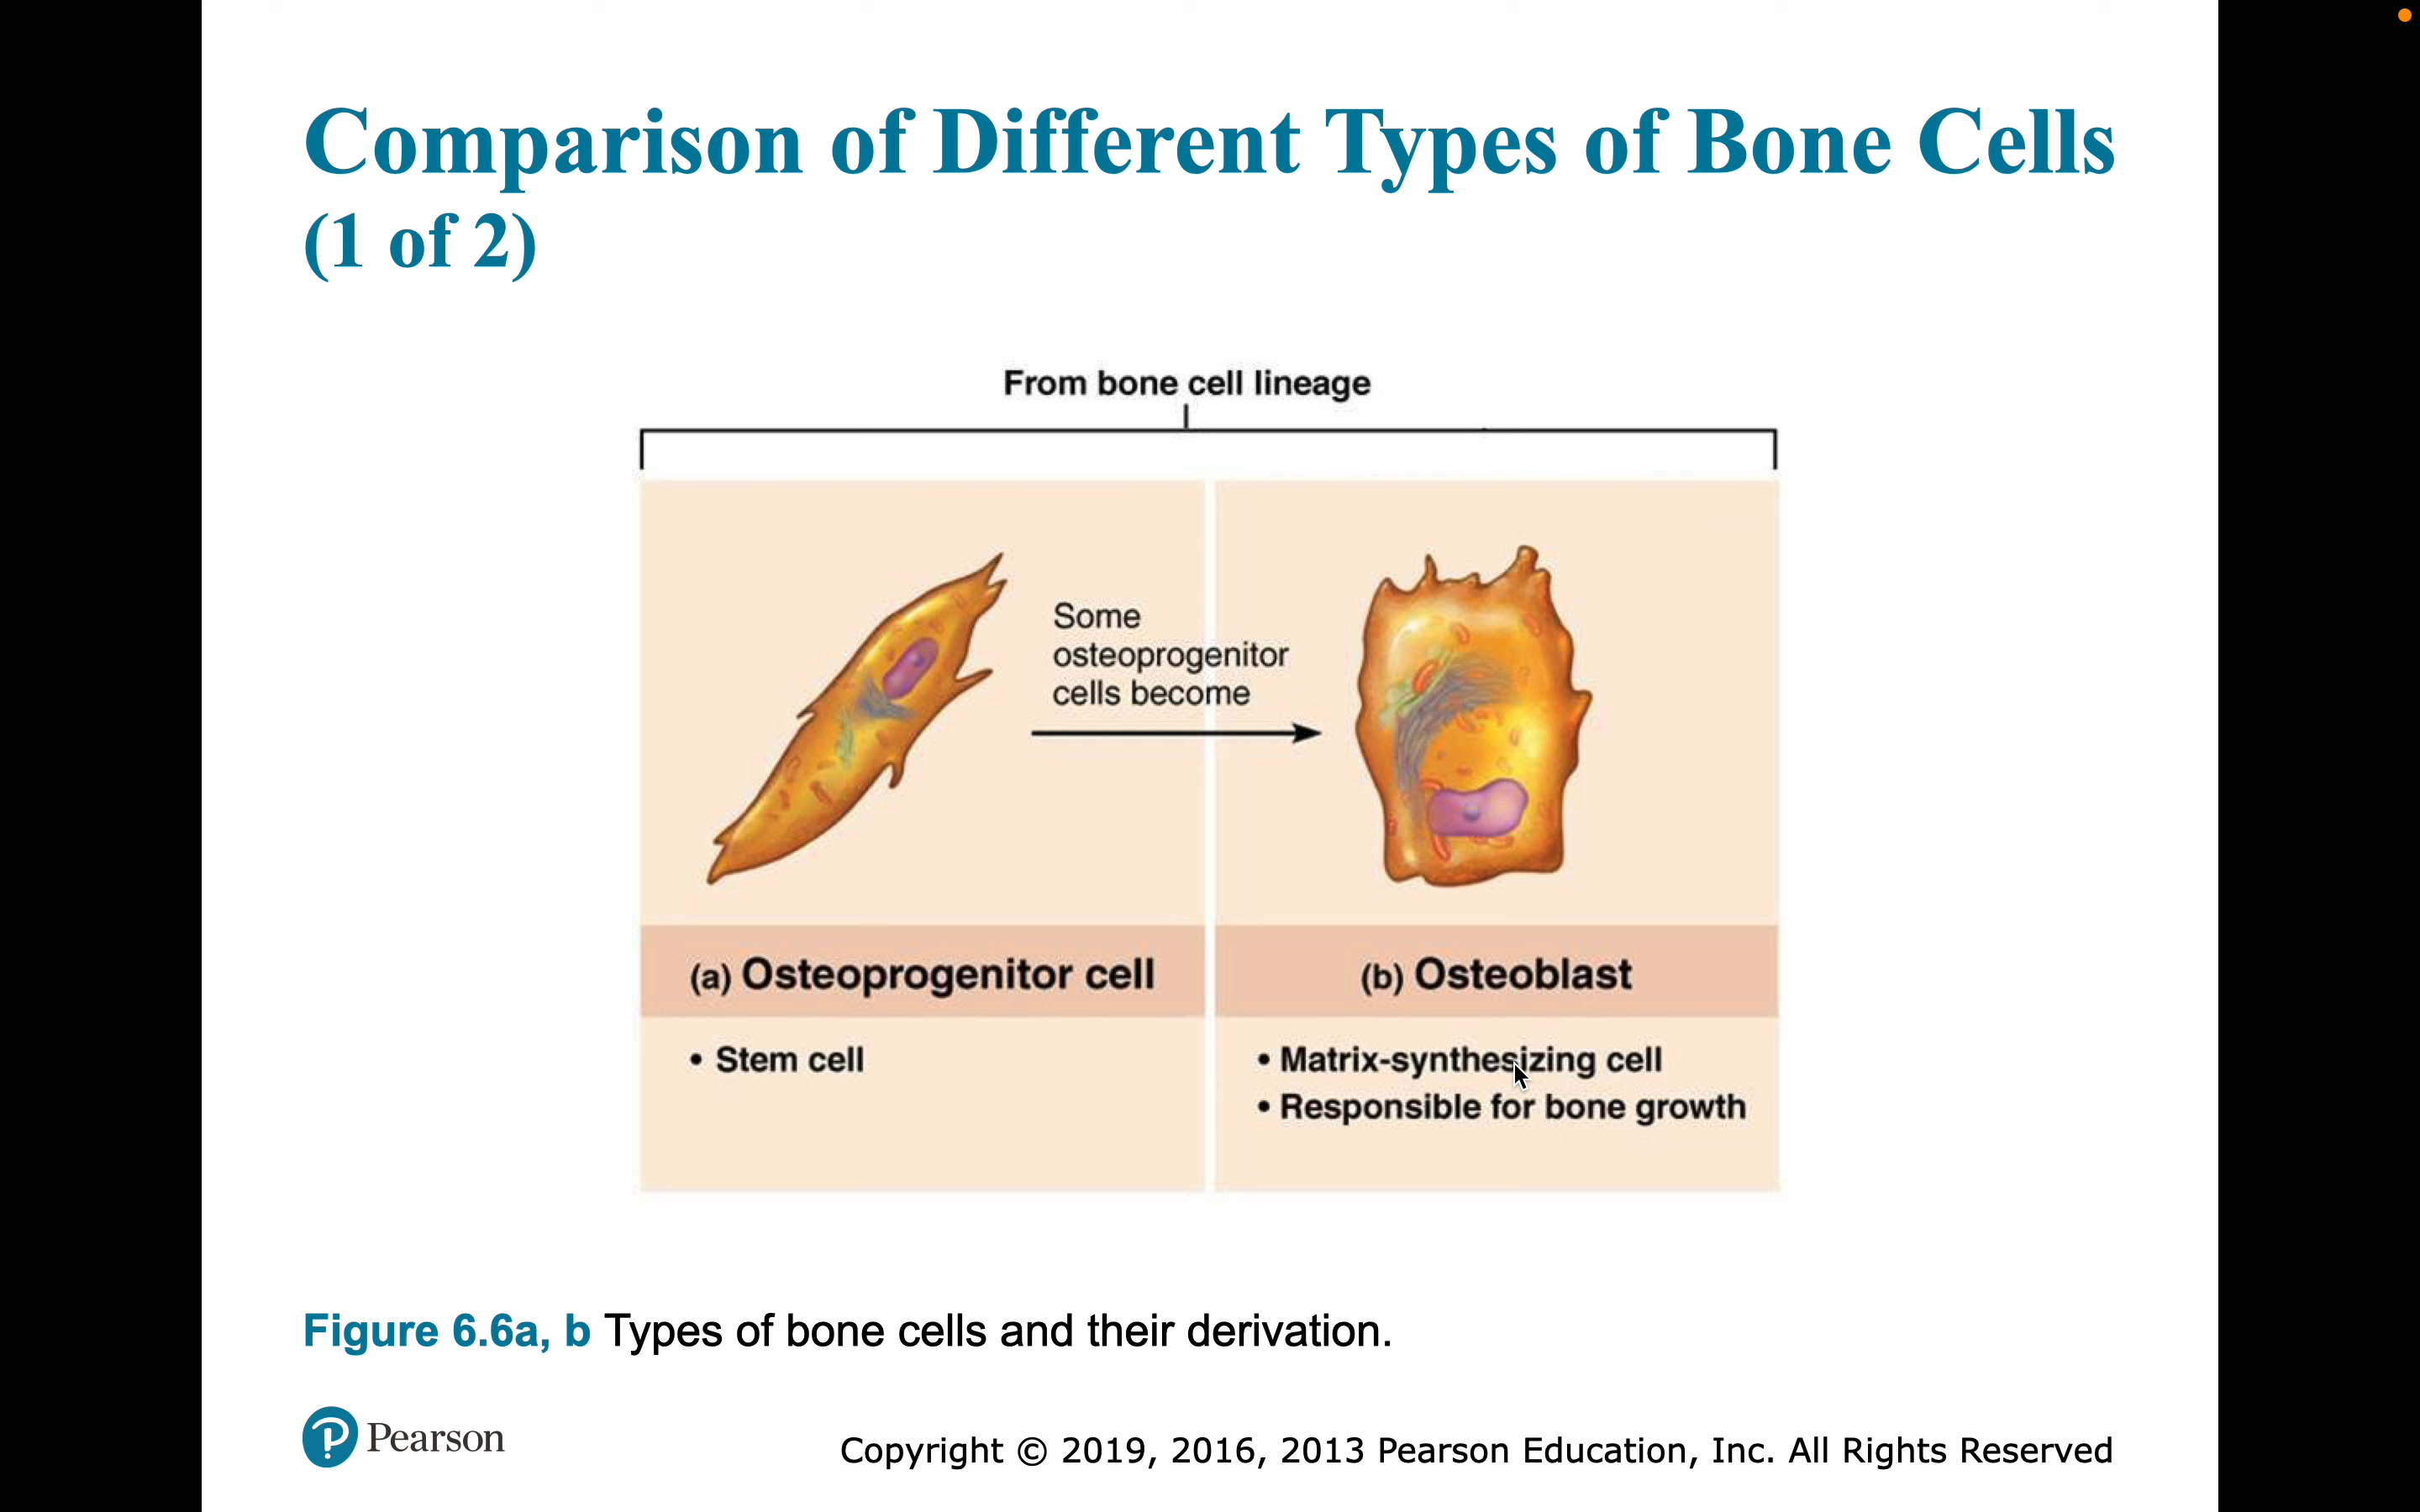 Comparison of Different Types of Bone Cells
(1 of 2)
From bone cell lineage
Some
osteoprogenitor
cells become
(a) Osteoprogenitor cell
• Stem cell
(b) Osteoblast
• Matrix-synthesizing cell
• Responsible for bone growth
Figure 6.6a, b Types of bone cells and their derivation.
Pearson
Copyright © 2019, 2016, 2013 Pearson Education, Inc. All Rights Reserved